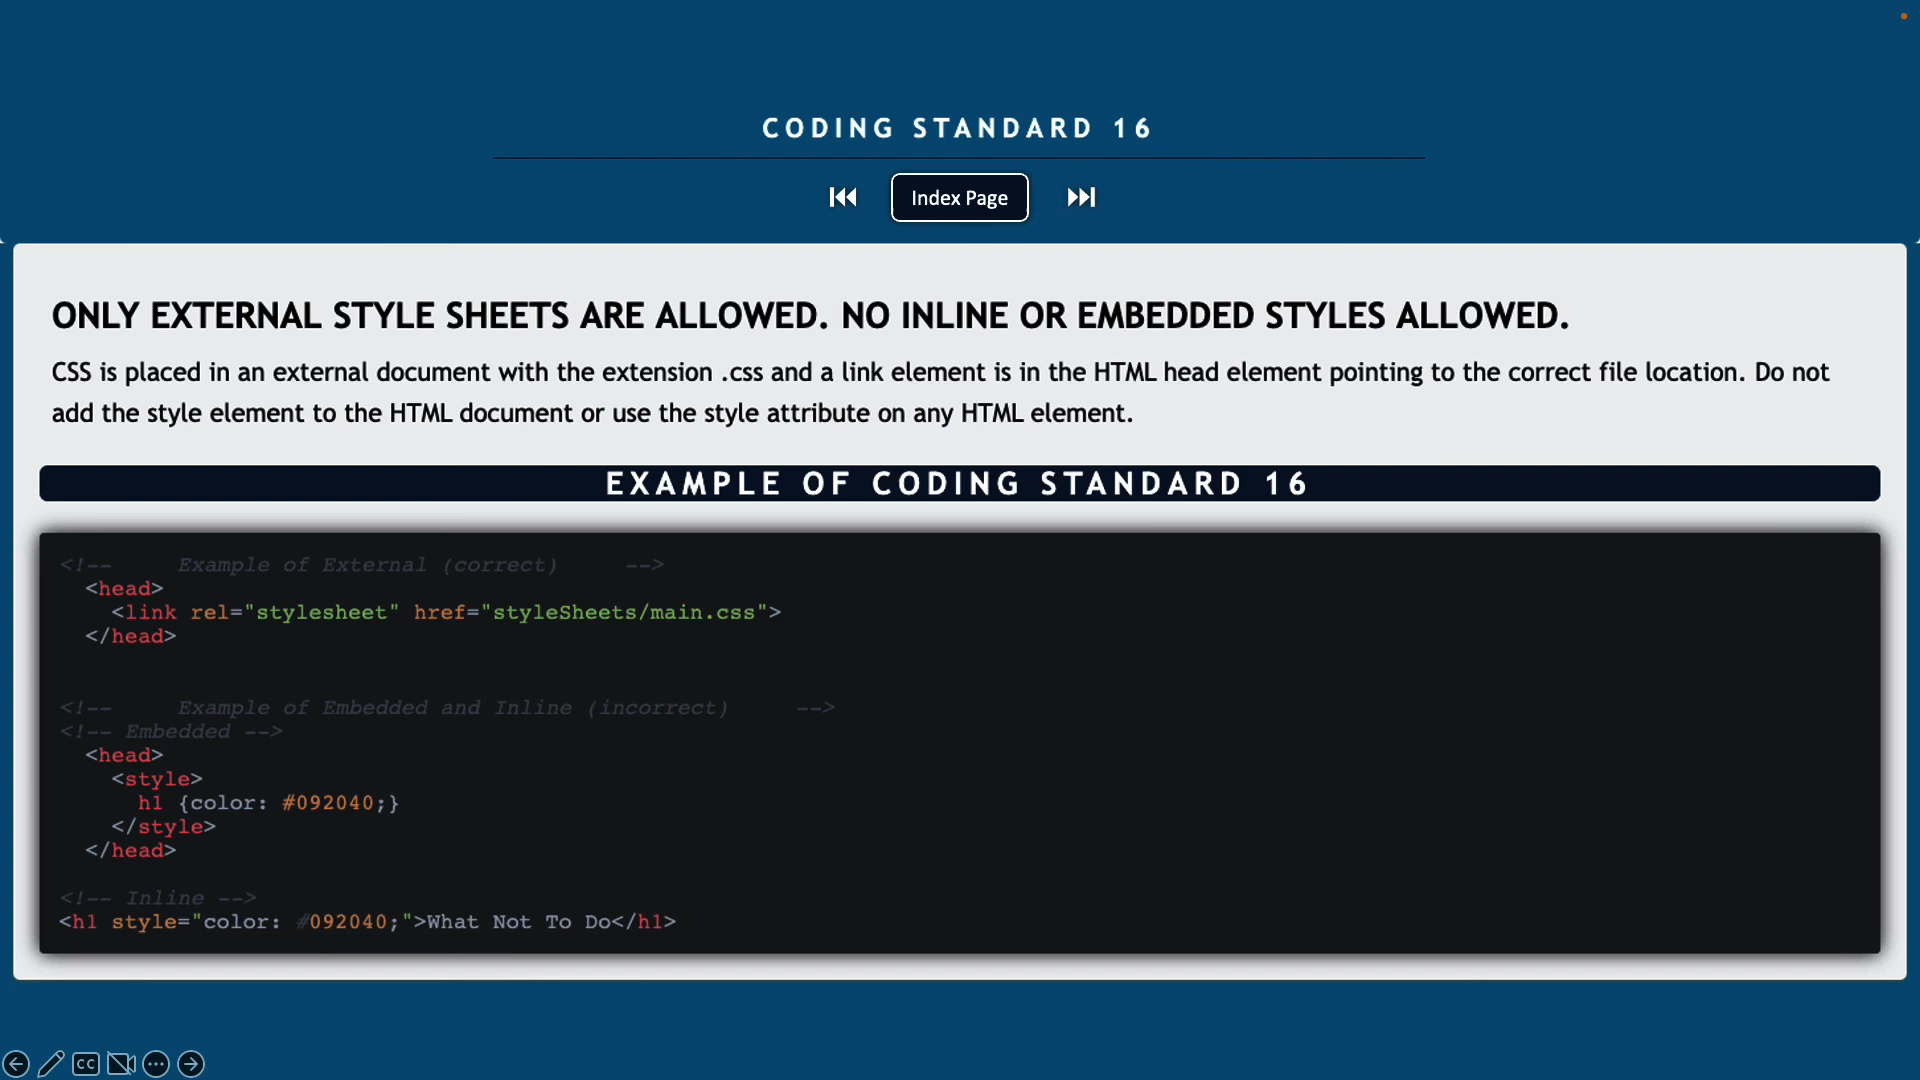 CODING STANDARD 16
Index Page
ONLY EXTERNAL STYLE SHEETS ARE ALLOWED. NO INLINE OR EMBEDDED STYLES ALLOWED.
CSS is placed in an external document with the extension .css and a link element is in the HTML head element pointing to the correct file location. Do not
add the style element to the HTML document or use the style attribute on any HTML element.
EXAMPLE OF CODING STANDARD 16
<!--     Example of External (correct)     -->
  <head>
    <link rel="stylesheet" href="styleSheets/main.css">
  </head>
<!--     Example of Embedded and Inline (incorrect)     -->
<!-- Embedded -->
  <head>
    <style>
      h1 {color: #092040;}
    </style>
  </head>
<!-- Inline -->
<h1 style="color: #092040;">What Not To Do</h1>
CC